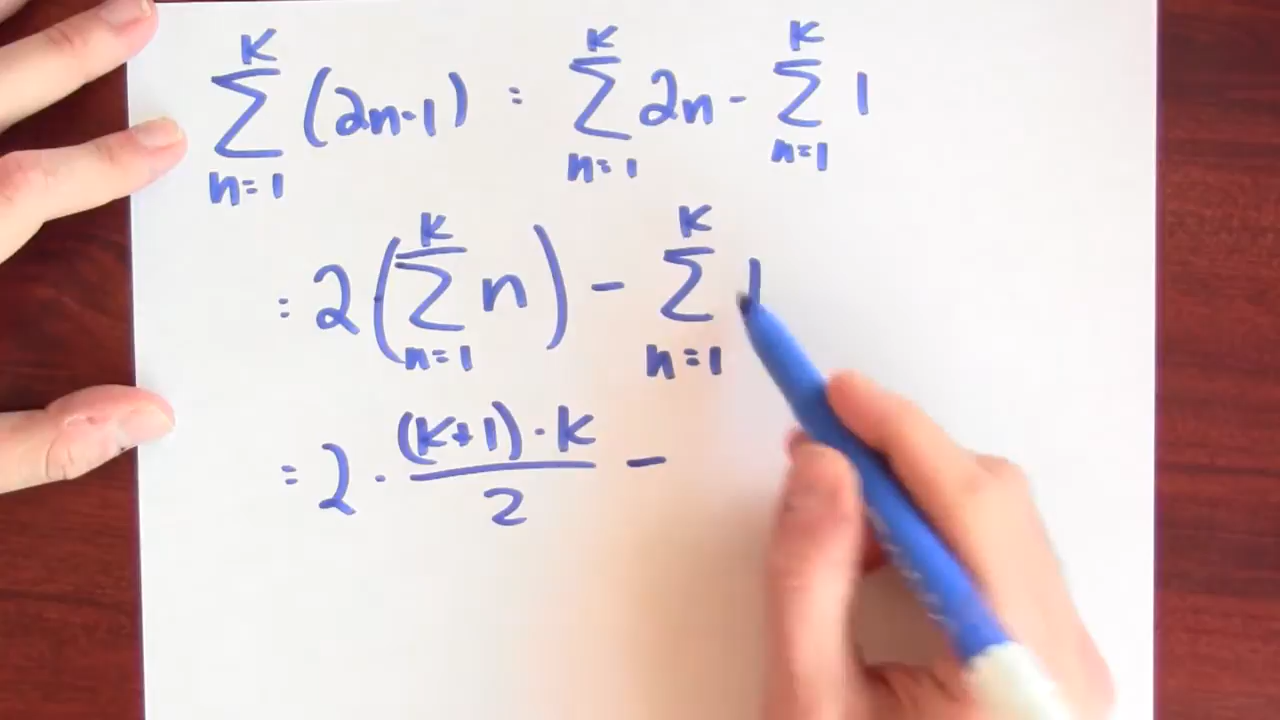 K K K
∑ (2n-1) = ∑ 2n - ∑ 1
n=1 n=1 n=1
K K
= 2(∑ n) - ∑ 1
n=1 n=1
= 2 · (K+1)·K / 2 -